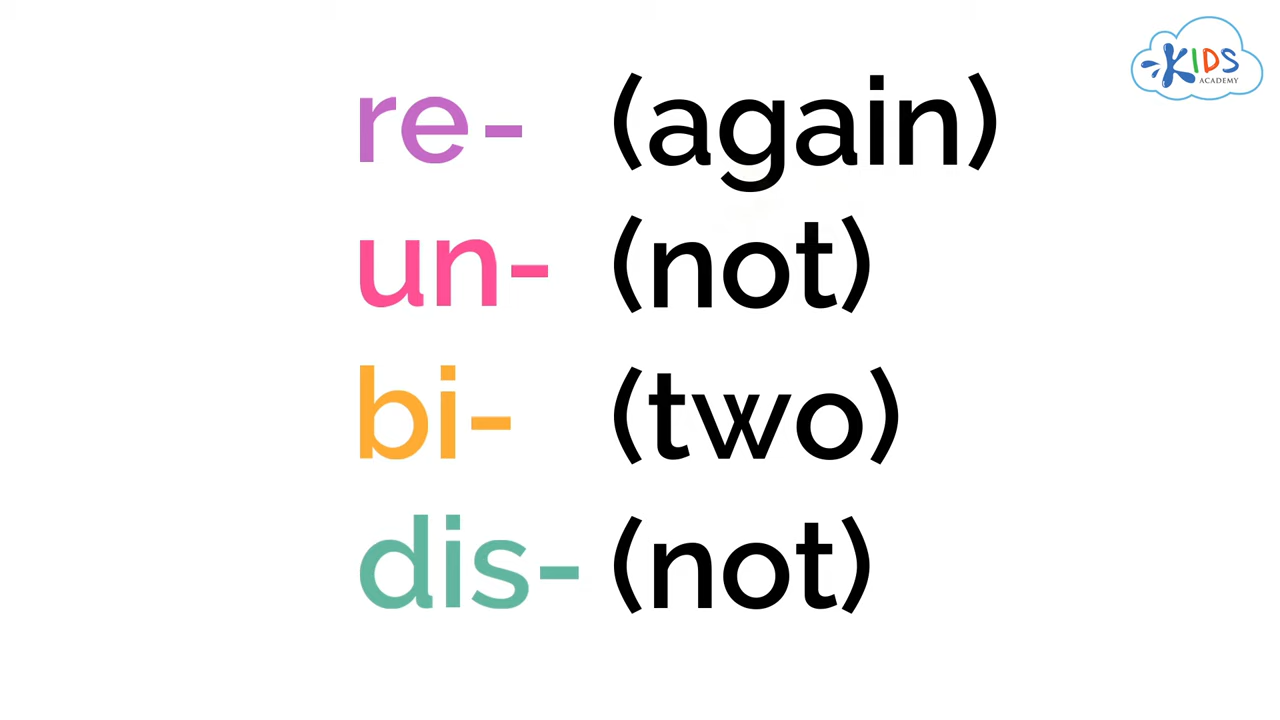 KIDS
ACADEMY
re- (again)
un- (not)
bi- (two)
dis- (not)